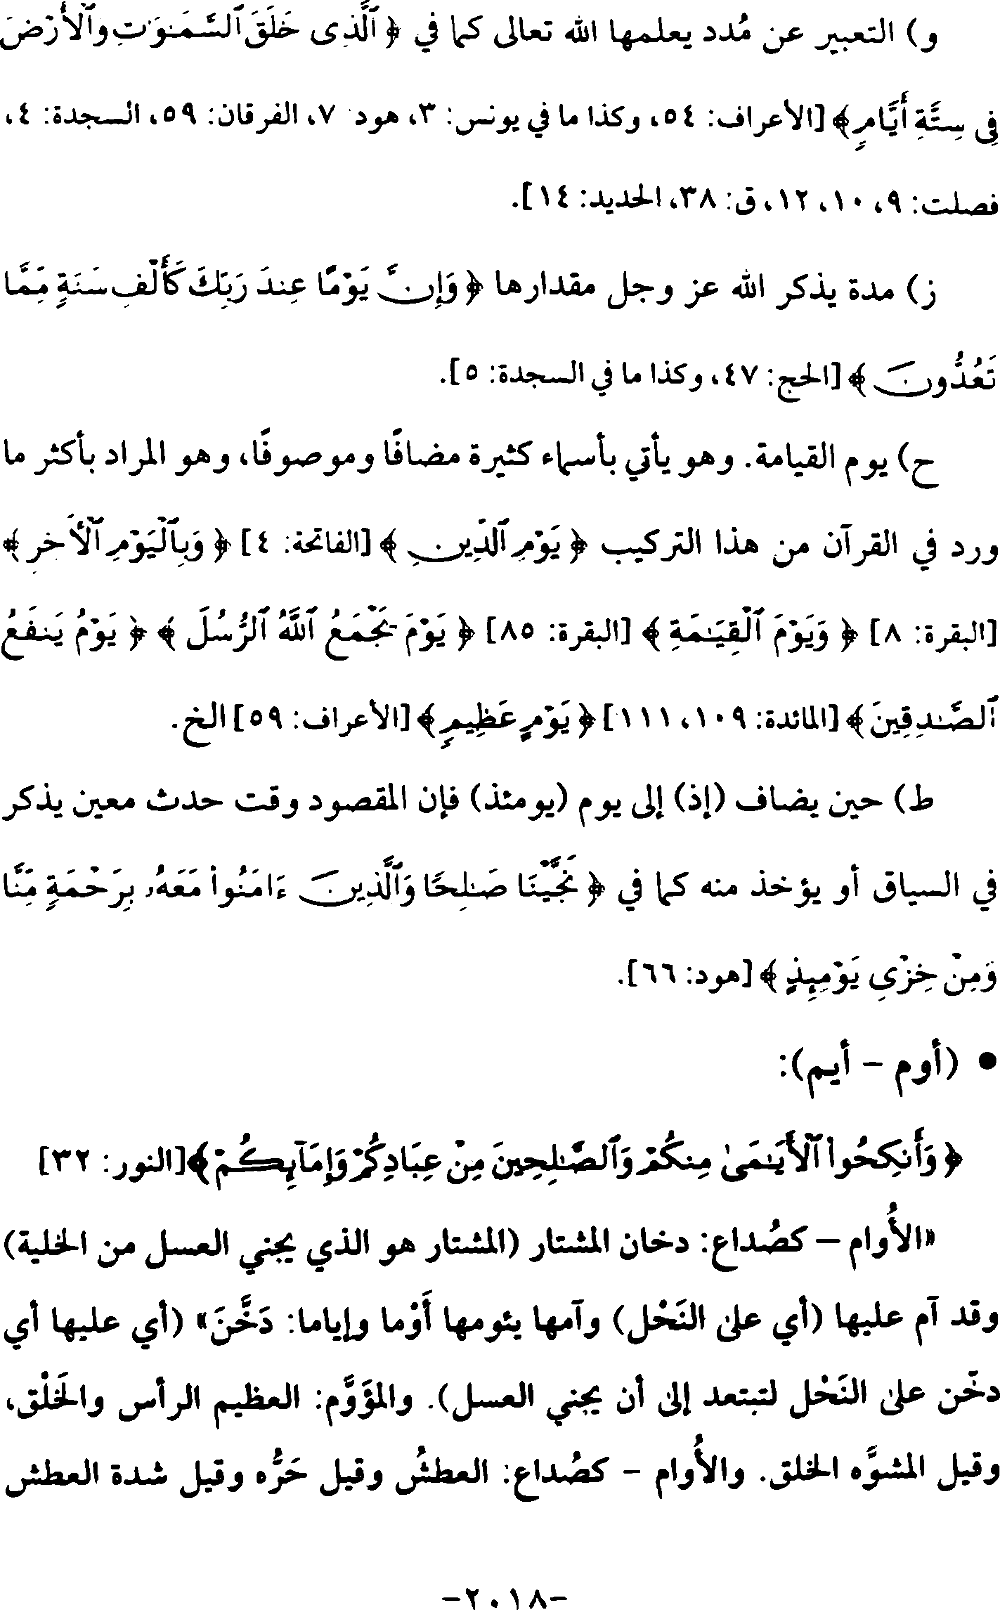 و) التعبير عن مُدد يعلمها الله تعالى كما في ﴿ ٱلَّذِى خَلَقَ ٱلسَّمَـٰوَٰتِ وَٱلْأَرْضَ
فِى سِتَّةِ أَيَّامٍ ﴾ [الأعراف: ٥٤، وكذا ما في يونس: ٣، هود ٧، الفرقان: ٥٩، السجدة: ٤،
فصلت: ٩، ١٠، ١٢، ق: ٣٨، الحديد: ١٤].
ز) مدة يذكر الله عز وجل مقدارها ﴿ وَإِنَّ يَوْمًا عِندَ رَبِّكَ كَأَلْفِ سَنَةٍ مِّمَّا
تَعُدُّونَ ﴾ [الحج: ٤٧، وكذا ما في السجدة: ٥].
ح) يوم القيامة. وهو يأتي بأسماء كثيرة مضافًا وموصوفًا، وهو المراد بأكثر ما
ورد في القرآن من هذا التركيب ﴿ يَوْمِ ٱلدِّينِ ﴾ [الفاتحة: ٤] ﴿ وَبِٱلْيَوْمِ ٱلْأَخِرِ ﴾
[البقرة: ٨] ﴿ وَيَوْمَ ٱلْقِيَـٰمَةِ ﴾ [البقرة: ٨٥] ﴿ يَوْمَ يَجْمَعُ ٱللَّهُ ٱلرُّسُلَ ﴾ ﴿ يَوْمُ يَنفَعُ
ٱلصَّـٰدِقِينَ ﴾ [المائدة: ١٠٩، ١١١] ﴿ يَوْمٍ عَظِيمٍ ﴾ [الأعراف: ٥٩] الخ.
ط) حين يضاف (إذ) إلى يوم (يومئذ) فإن المقصود وقت حدث معين يذكر
في السياق أو يؤخذ منه كما في ﴿ نَجَّيْنَا صَـٰلِحًا وَٱلَّذِينَ ءَامَنُوا۟ مَعَهُۥ بِرَحْمَةٍ مِّنَّا
وَمِنْ خِزْىِ يَوْمِئِذٍ ﴾ [هود: ٦٦].
• (أوم – أيم):
﴿ وَأَنكِحُوا۟ ٱلْأَيَـٰمَىٰ مِنكُمْ وَٱلصَّـٰلِحِينَ مِنْ عِبَادِكُمْ وَإِمَآئِكُمْ ﴾ [النور: ٣٢]
«الأُوام – كصُداع: دخان المشتار (المشتار هو الذي يجني العسل من الخلية)
وقد آم عليها (أي على النَحْل) وآمها يئومها أَوْما وإياما: دَخَّنَ» (أي عليها أي
دخّن على النَحْل لتبتعد إلى أن يجني العسل). والمؤَوَّم: العظيم الرأس والخَلْق،
وقيل المشوَّه الخلق. والأُوام – كصُداع: العطشُ وقيل حَرُّه وقيل شدة العطش
-٢٠١٨-